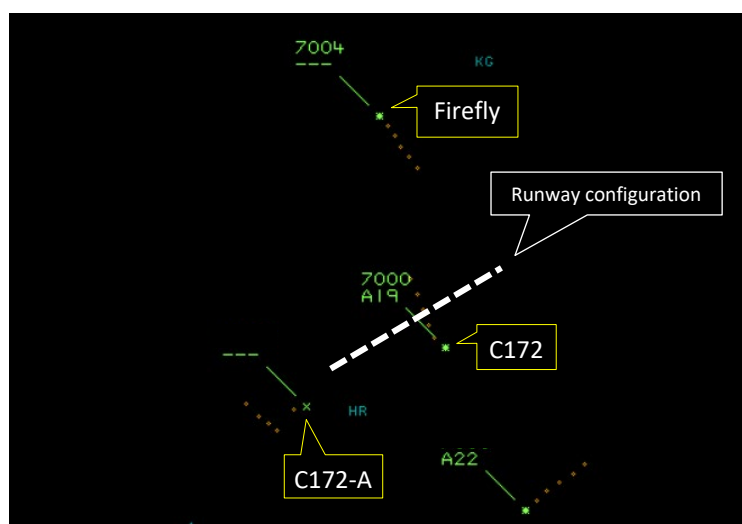 7004
---
KG
Firefly
Runway configuration
7000
A19
C172
---
HR
C172-A
A22